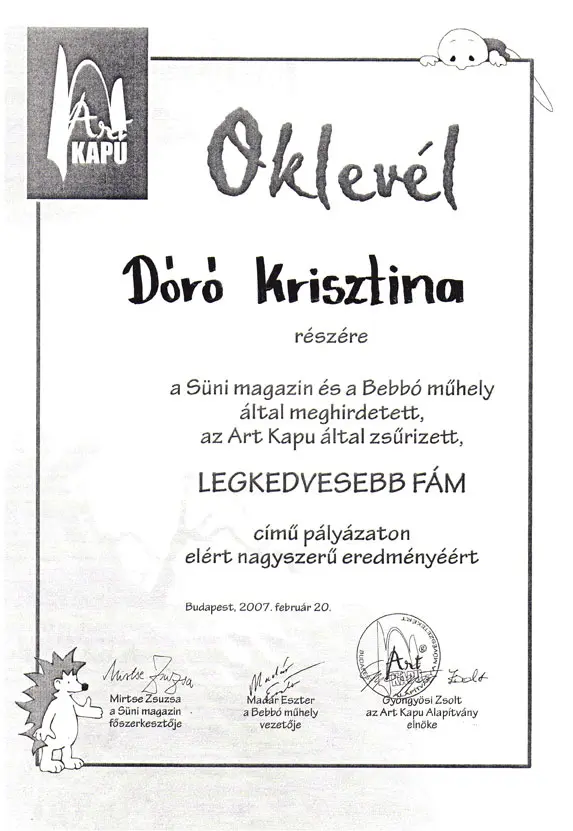 Art
KAPU
Oklevél
Dóró Krisztina
részére
a Süni magazin és a Bebbó műhely
által meghirdetett,
az Art Kapu által zsűrizett,
LEGKEDVESEBB FÁM
című pályázaton
elért nagyszerű eredményéért
Budapest, 2007. február 20.
Mirtse Zsuzsa
Madár Eszter
Zsolt
Mirtse Zsuzsa
a Süni magazin
főszerkesztője
Madár Eszter
a Bebbó műhely
vezetője
Gyöngyösi Zsolt
az Art Kapu Alapítvány
elnöke
Art
KAPU